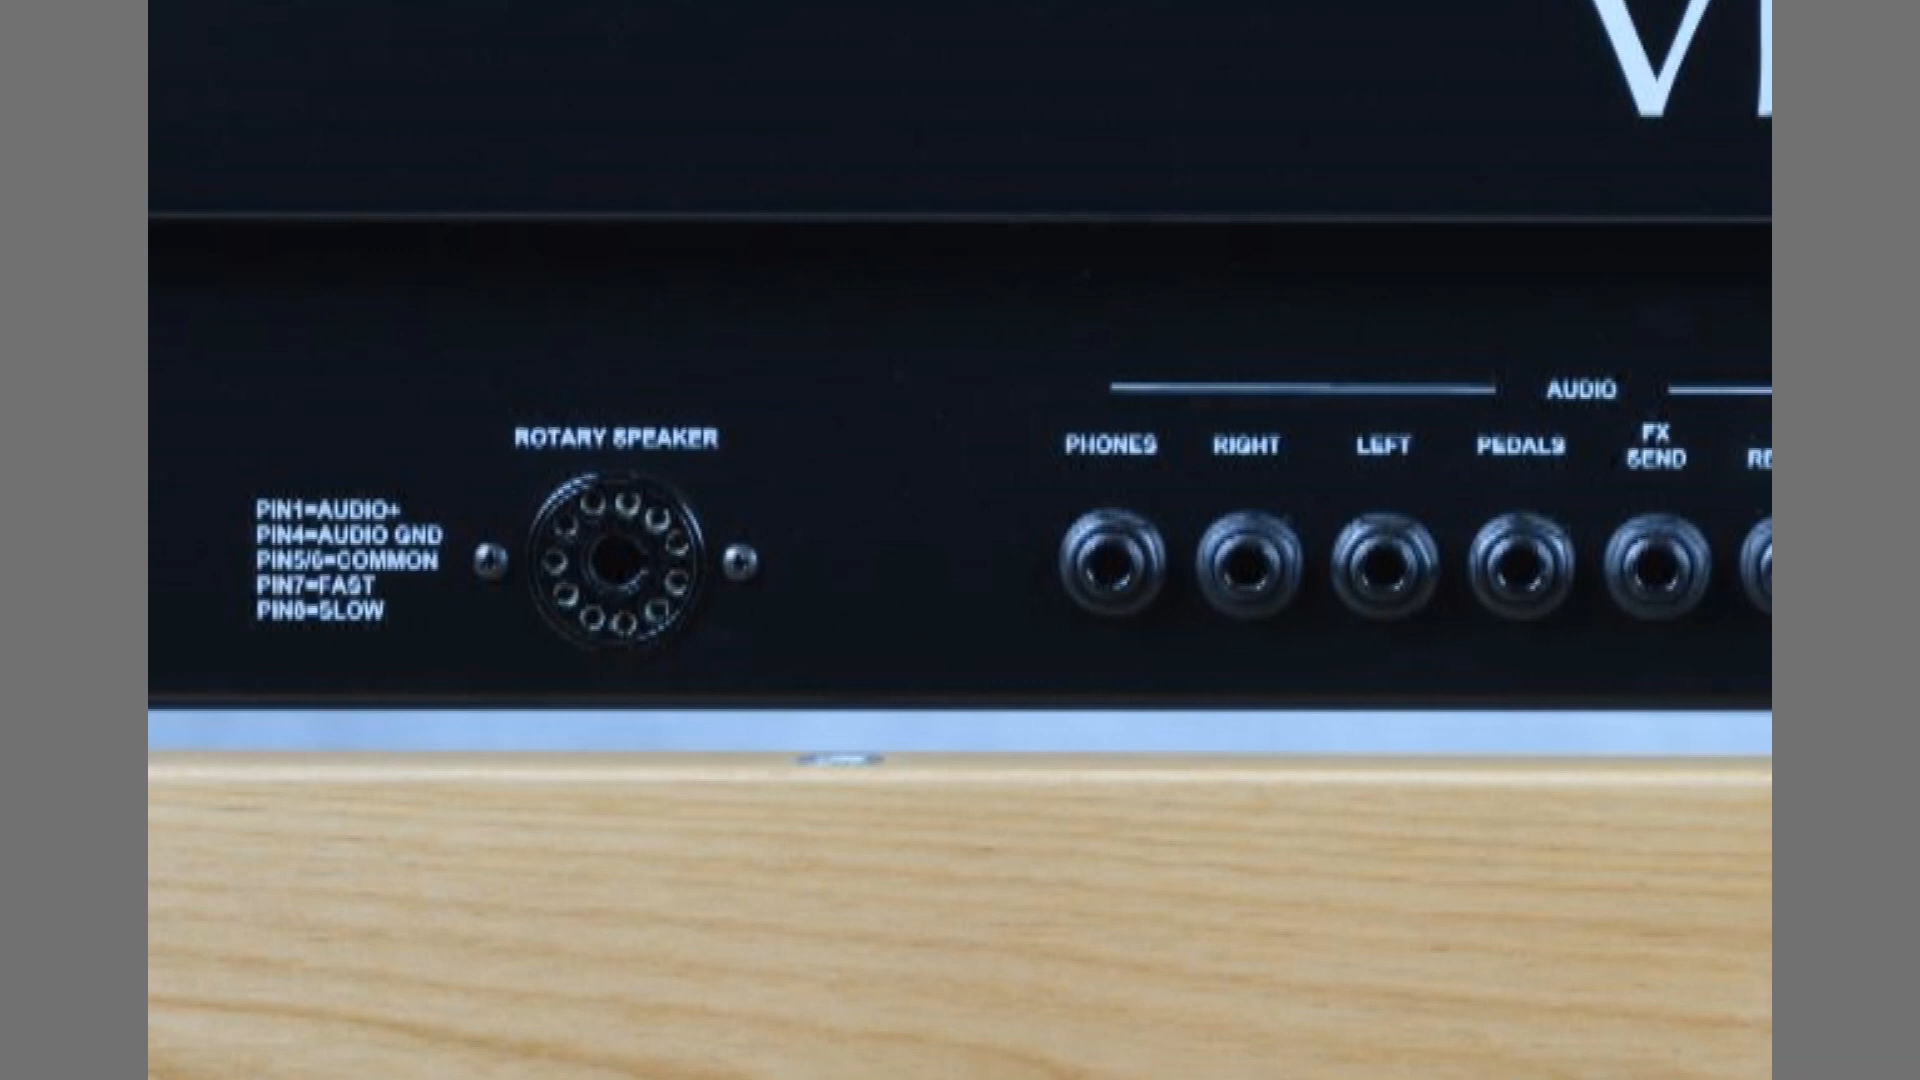 AUDIO
ROTARY SPEAKER
PHONES RIGHT LEFT PEDALS FX SEND
PIN1=AUDIO+
PIN4=AUDIO GND
PIN5/6=COMMON
PIN7=FAST
PIN8=SLOW